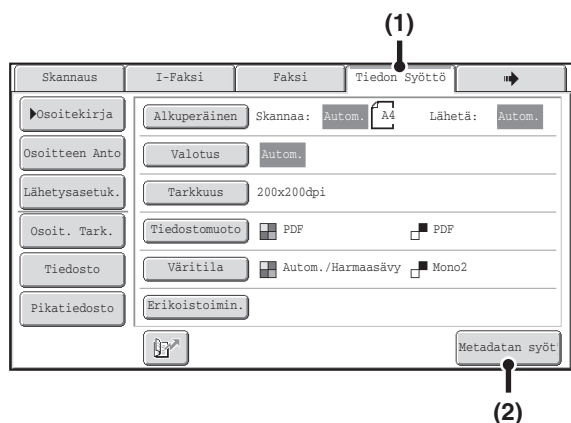 (1)
Skannaus I-Faksi Faksi Tiedon Syöttö
Osoitekirja Alkuperäinen Skannaa: Autom. A4 Lähetä: Autom.
Osoitteen Anto Valotus Autom.
Lähetysasetuk. Tarkkuus 200x200dpi
Osoit. Tark. Tiedostomuoto PDF PDF
Tiedosto Väritila Autom./Harmaasävy Mono2
Pikatiedosto Erikoistoimin.
Metadatan syöt
(2)